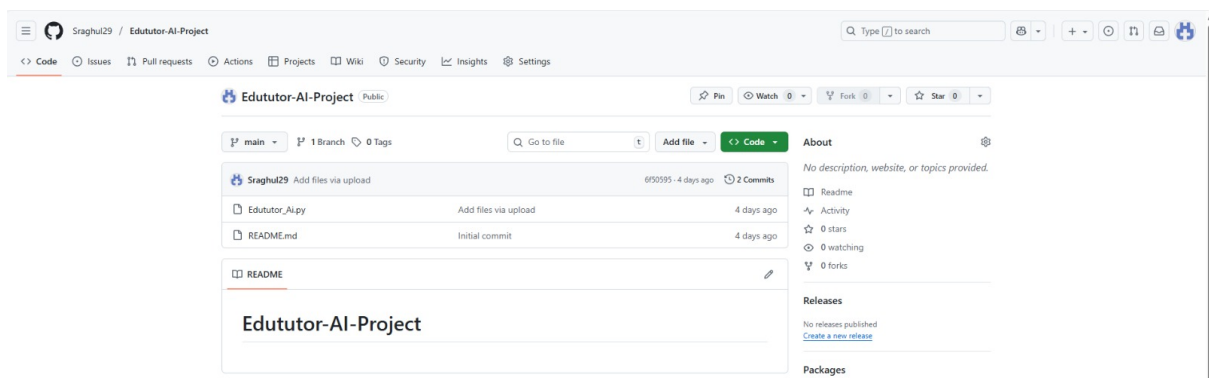 Sraghul29 / Edututor-AI-Project
Type / to search
Code Issues Pull requests Actions Projects Wiki Security Insights Settings
Edututor-AI-Project Public
Pin Watch 0 Fork 0 Star 0
main 1 Branch 0 Tags Go to file t Add file Code
About
No description, website, or topics provided.
Sraghul29 Add files via upload 6f50595 · 4 days ago 2 Commits
Edututor_Ai.py Add files via upload 4 days ago
README.md Initial commit 4 days ago
Readme
Activity
0 stars
0 watching
0 forks
README
Edututor-AI-Project
Releases
No releases published
Create a new release
Packages